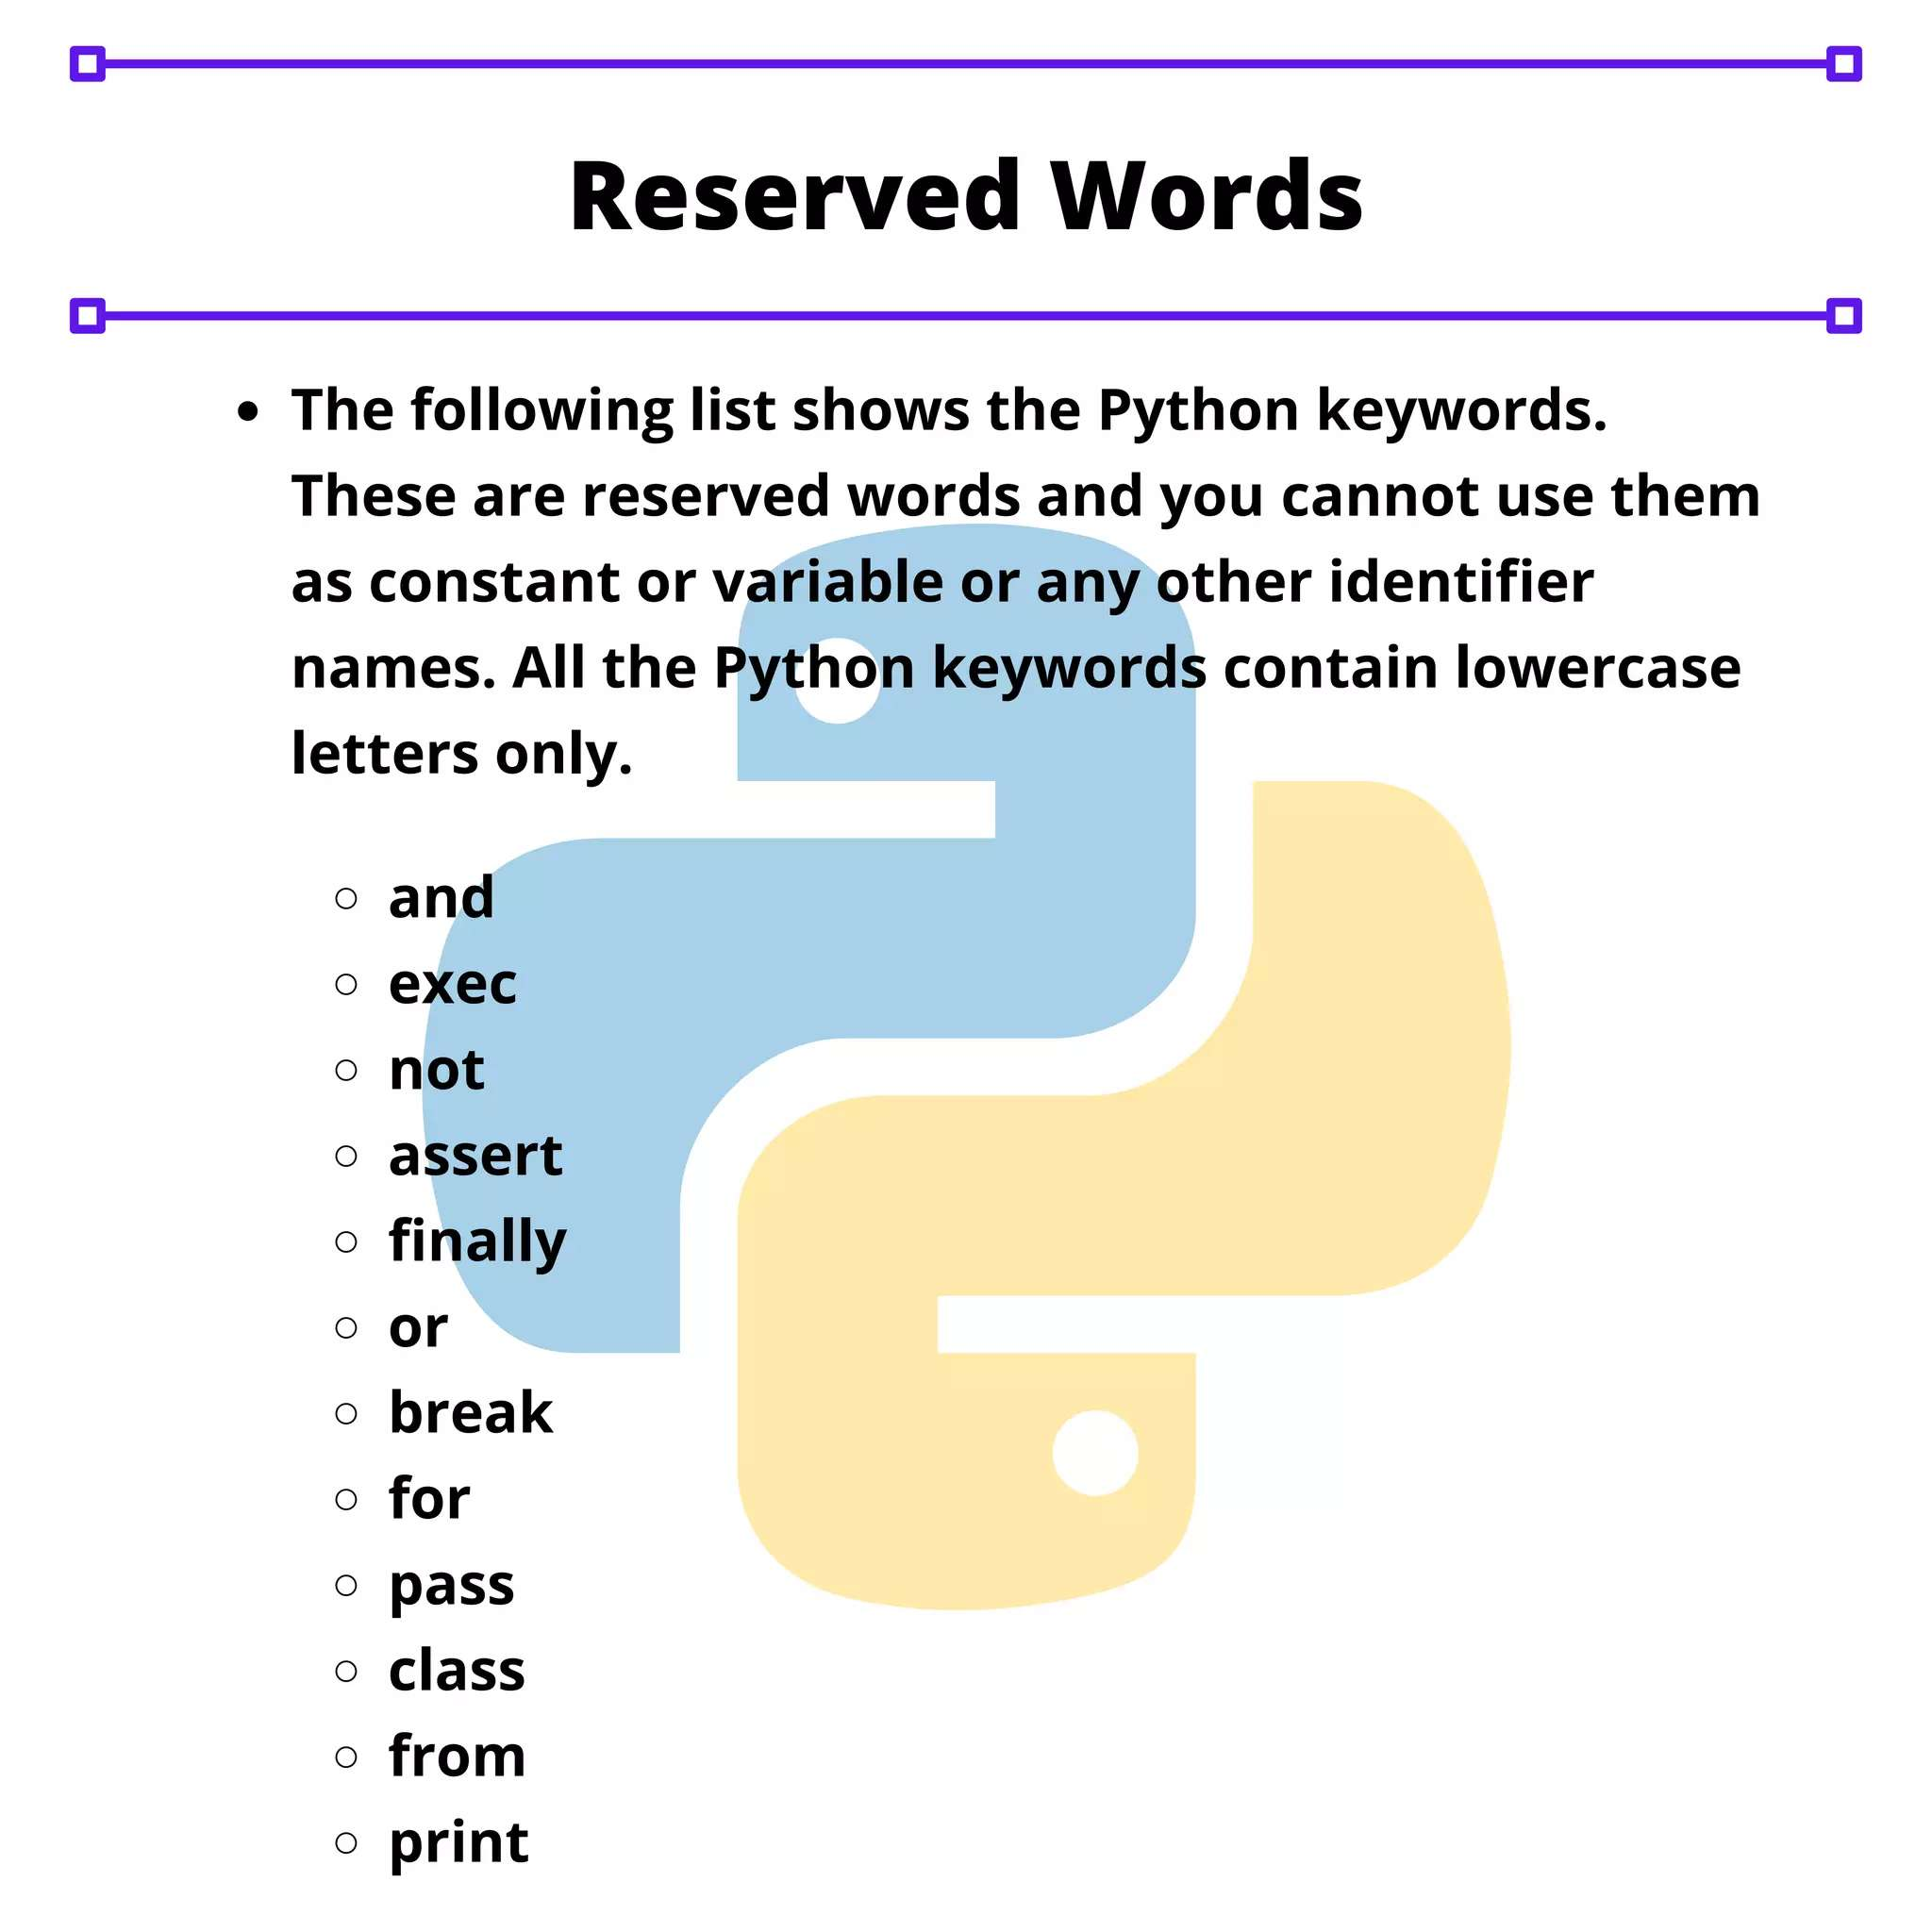 Reserved Words
• The following list shows the Python keywords.
These are reserved words and you cannot use them
as constant or variable or any other identifier
names. All the Python keywords contain lowercase
letters only.
○ and
○ exec
○ not
○ assert
○ finally
○ or
○ break
○ for
○ pass
○ class
○ from
○ print